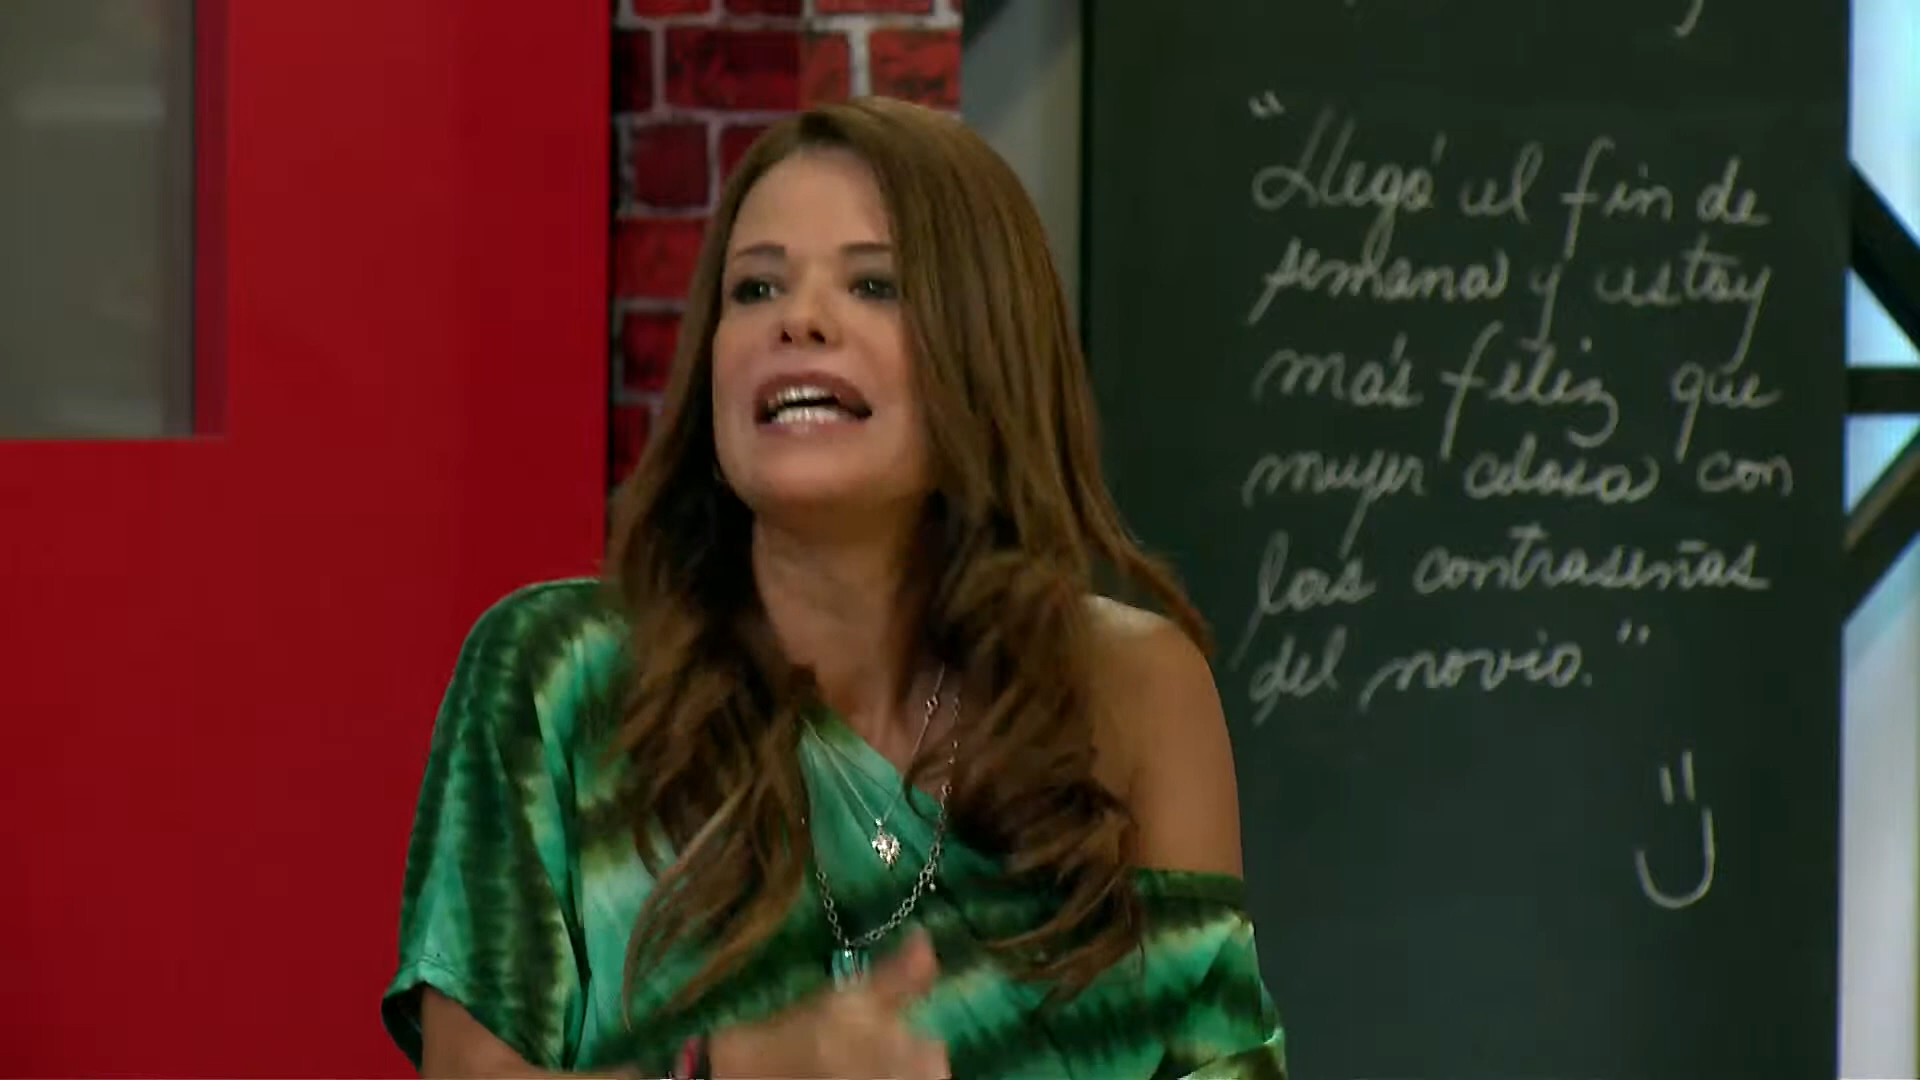 "Llegó el fin de
semana y estoy
más feliz que
mujer celosa con
las contraseñas
del novio."